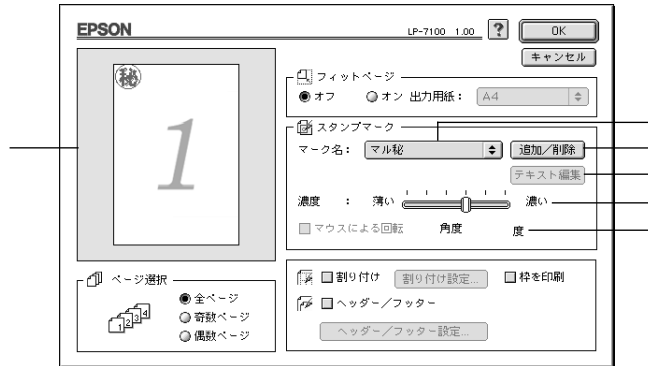 EPSON
LP-7100 1.00
?
OK
キャンセル
秘
1
フィットページ
オフ
オン 出力用紙： A4
スタンプマーク
マーク名： マル秘
追加／削除
テキスト編集
濃度 ： 薄い 濃い
マウスによる回転 角度 度
ページ選択
全ページ
奇数ページ
偶数ページ
1 2 3 4
割り付け 割り付け設定... 枠を印刷
ヘッダー／フッター
ヘッダー／フッター設定...